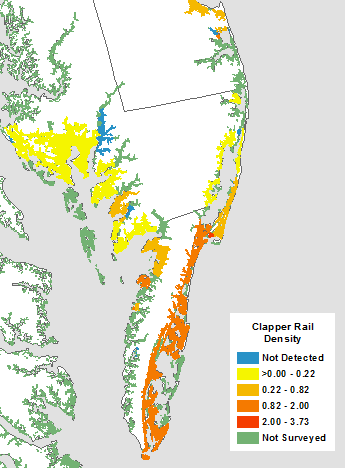 Clapper Rail
Density
Not Detected
>0.00 - 0.22
0.22 - 0.82
0.82 - 2.00
2.00 - 3.73
Not Surveyed